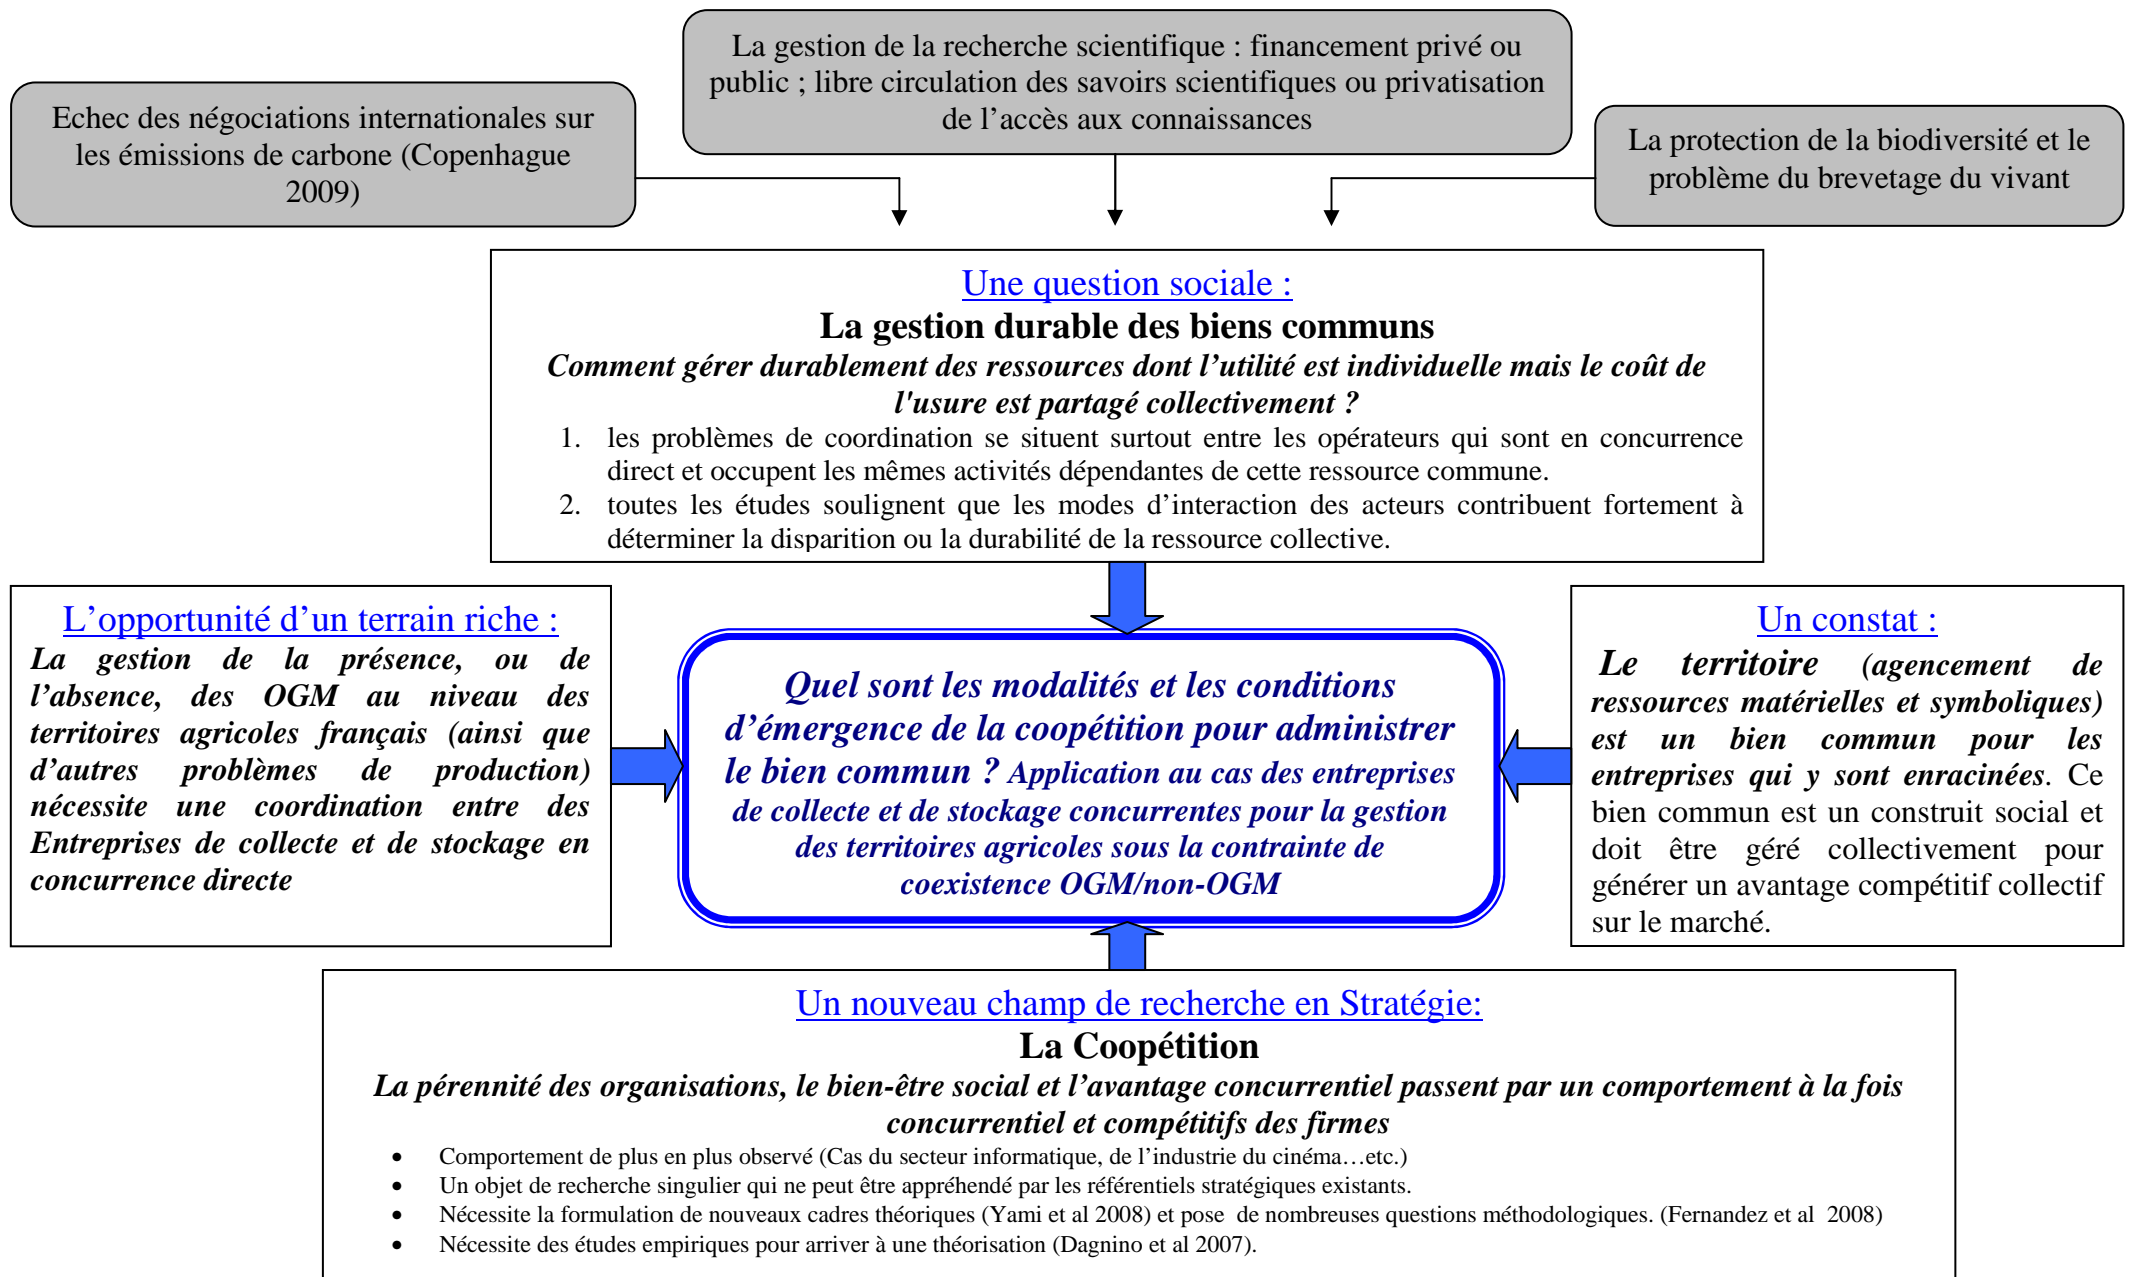 La gestion de la recherche scientifique : financement privé ou
public ; libre circulation des savoirs scientifiques ou privatisation
de l’accès aux connaissances
Echec des négociations internationales sur
les émissions de carbone (Copenhague
2009)
La protection de la biodiversité et le
problème du brevetage du vivant
Une question sociale :
La gestion durable des biens communs
Comment gérer durablement des ressources dont l’utilité est individuelle mais le coût de
l'usure est partagé collectivement ?
1. les problèmes de coordination se situent surtout entre les opérateurs qui sont en concurrence
direct et occupent les mêmes activités dépendantes de cette ressource commune.
2. toutes les études soulignent que les modes d’interaction des acteurs contribuent fortement à
déterminer la disparition ou la durabilité de la ressource collective.
L’opportunité d’un terrain riche :
La gestion de la présence, ou de
l’absence, des OGM au niveau des
territoires agricoles français (ainsi que
d’autres problèmes de production)
nécessite une coordination entre des
Entreprises de collecte et de stockage en
concurrence directe
Quel sont les modalités et les conditions
d’émergence de la coopétition pour administrer
le bien commun ? Application au cas des entreprises
de collecte et de stockage concurrentes pour la gestion
des territoires agricoles sous la contrainte de
coexistence OGM/non-OGM
Un constat :
Le territoire (agencement de
ressources matérielles et symboliques)
est un bien commun pour les
entreprises qui y sont enracinées. Ce
bien commun est un construit social et
doit être géré collectivement pour
générer un avantage compétitif collectif
sur le marché.
Un nouveau champ de recherche en Stratégie:
La Coopétition
La pérennité des organisations, le bien-être social et l’avantage concurrentiel passent par un comportement à la fois
concurrentiel et compétitifs des firmes
• Comportement de plus en plus observé (Cas du secteur informatique, de l’industrie du cinéma…etc.)
• Un objet de recherche singulier qui ne peut être appréhendé par les référentiels stratégiques existants.
• Nécessite la formulation de nouveaux cadres théoriques (Yami et al 2008) et pose de nombreuses questions méthodologiques. (Fernandez et al 2008)
• Nécessite des études empiriques pour arriver à une théorisation (Dagnino et al 2007).